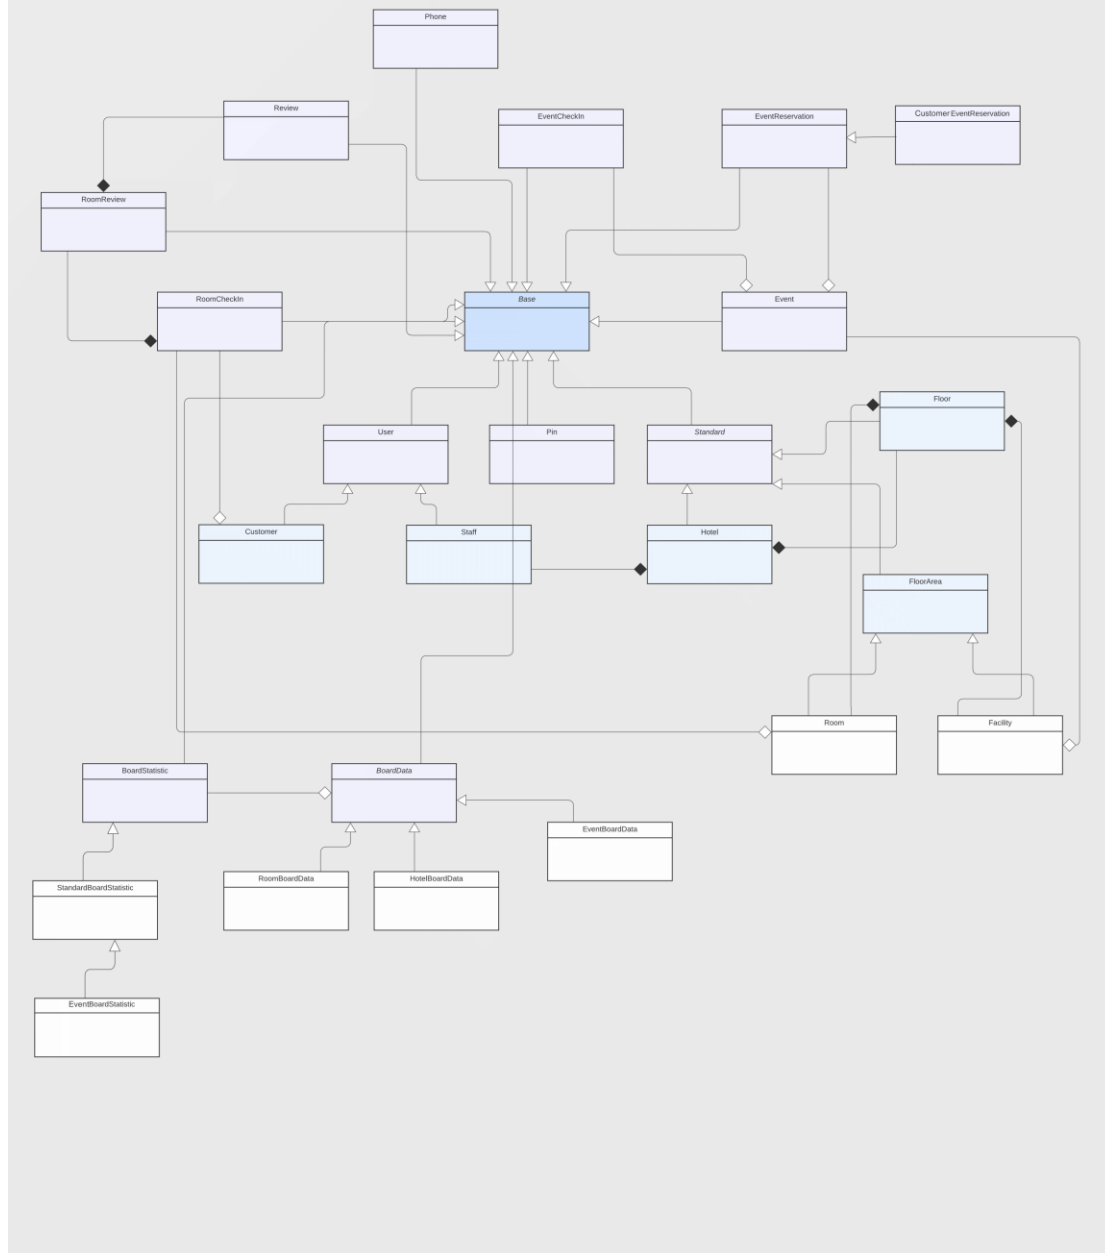 Phone
Review
EventCheckIn
EventReservation
CustomerEventReservation
RoomReview
RoomCheckIn
Base
Event
Floor
User
Pin
Standard
Customer
Staff
Hotel
FloorArea
Room
Facility
BoardStatistic
BoardData
EventBoardData
RoomBoardData
HotelBoardData
StandardBoardStatistic
EventBoardStatistic